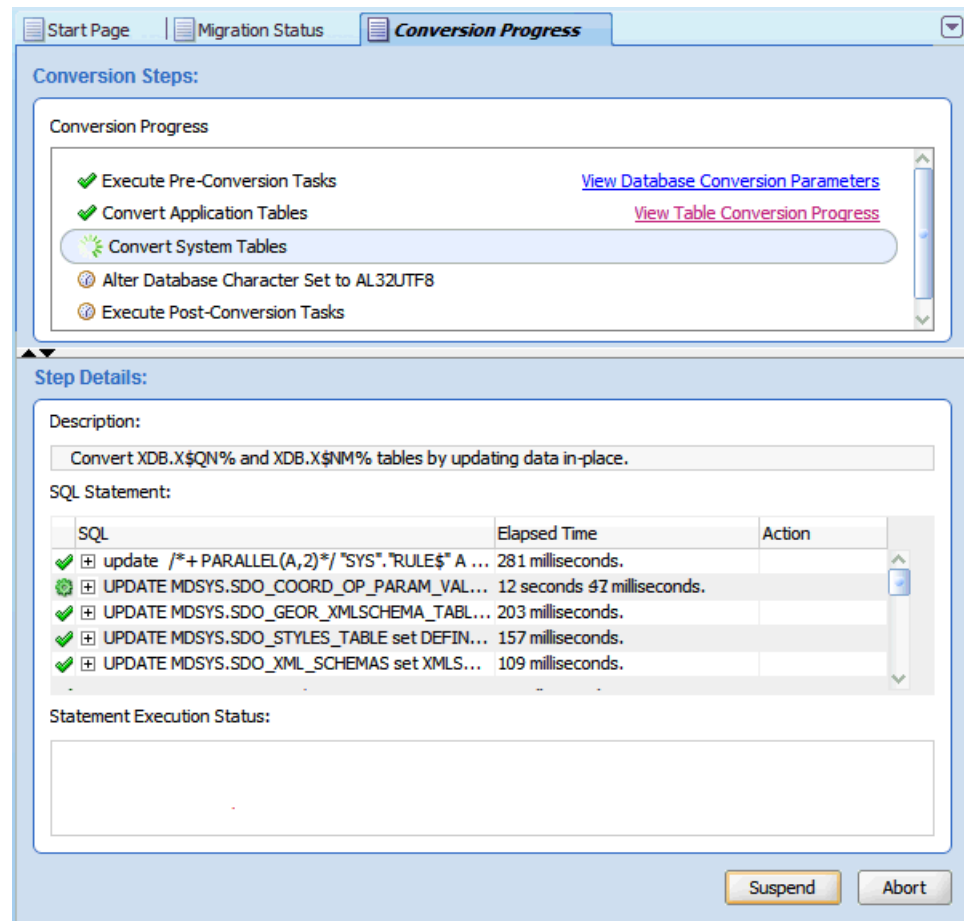 Start Page Migration Status Conversion Progress
Conversion Steps:
Conversion Progress
Execute Pre-Conversion Tasks View Database Conversion Parameters
Convert Application Tables View Table Conversion Progress
Convert System Tables
Alter Database Character Set to AL32UTF8
Execute Post-Conversion Tasks
Step Details:
Description:
Convert XDB.X$QN% and XDB.X$NM% tables by updating data in-place.
SQL Statement:
SQL Elapsed Time Action
update /*+ PARALLEL(A,2)*/ "SYS"."RULE$" A ... 281 milliseconds.
UPDATE MDSYS.SDO_COORD_OP_PARAM_VAL... 12 seconds milliseconds.
UPDATE MDSYS.SDO_GEOR_XMLSCHEMA_TABL... 203 milliseconds.
UPDATE MDSYS.SDO_STYLES_TABLE set DEFIN... 157 milliseconds.
UPDATE MDSYS.SDO_XML_SCHEMAS set XMLS... 109 milliseconds.
Statement Execution Status:
Suspend Abort